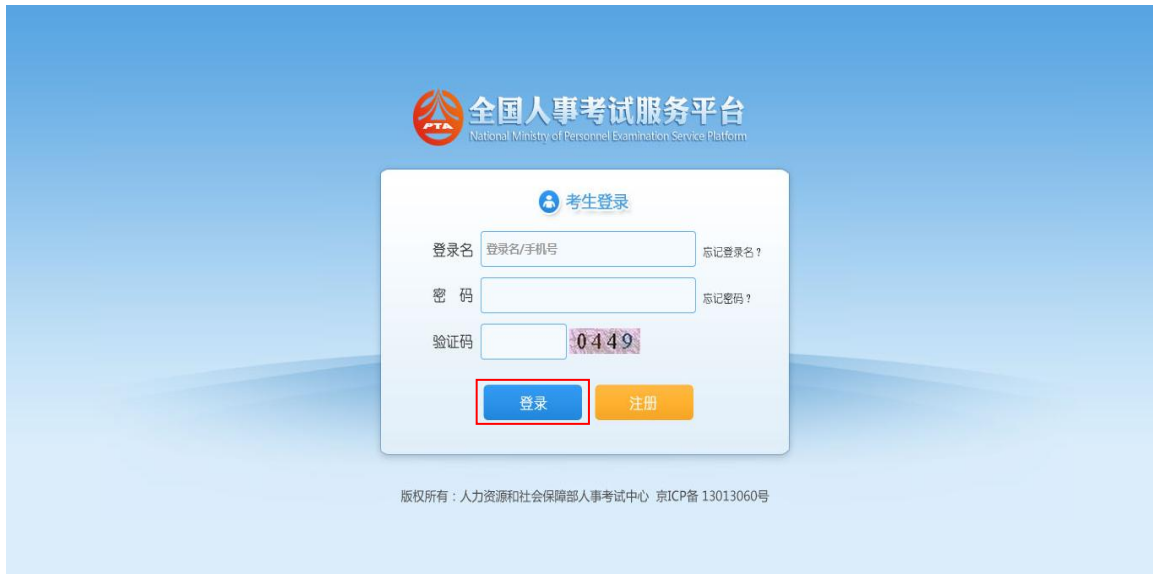 PTA
全国人事考试服务平台
National Ministry of Personnel Examination Service Platform
考生登录
登录名 登录名/手机号 忘记登录名？
密 码 忘记密码？
验证码 0449
登录 注册
版权所有：人力资源和社会保障部人事考试中心 京ICP备 13013060号